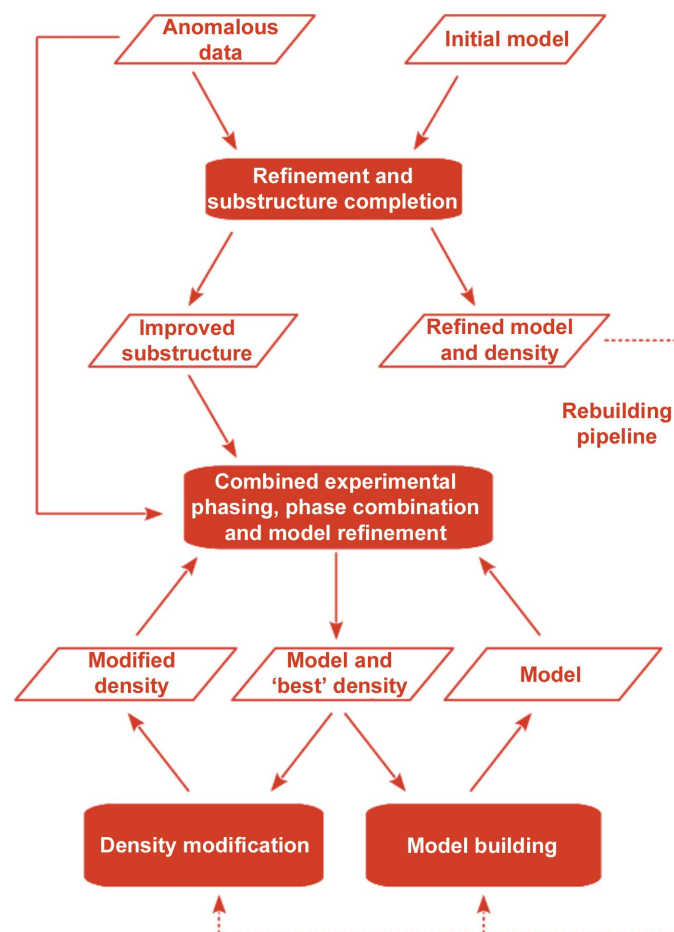 Anomalous
data
Initial model
Refinement and
substructure completion
Improved
substructure
Refined model
and density
Rebuilding
pipeline
Combined experimental
phasing, phase combination
and model refinement
Modified
density
Model and
‘best’ density
Model
Density modification
Model building